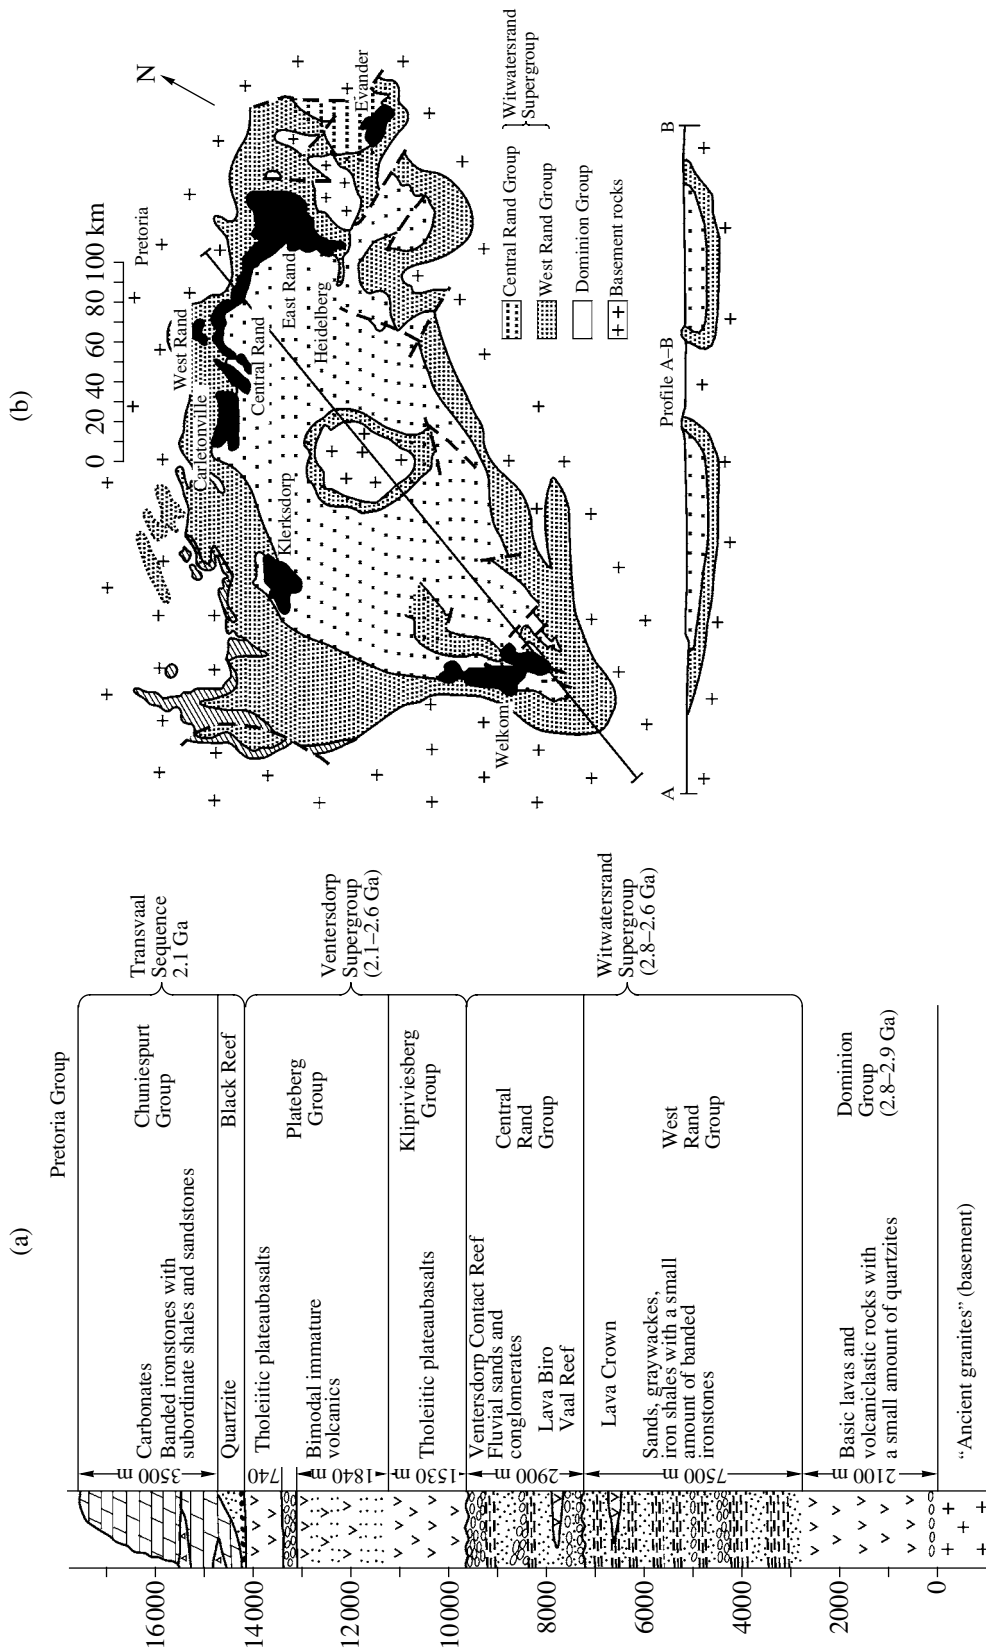 (a)
Pretoria Group
16000
14000
12000
10000
8000
6000
4000
2000
0
3500 m
740
1840 m
1530 m
2900 m
7500 m
2100 m
Carbonates
Banded ironstones with
subordinate shales and sandstones
Quartzite
Tholeiitic plateaubasalts
Bimodal immature
volcanics
Tholeiitic plateaubasalts
Ventersdorp Contact Reef
Fluvial sands and
conglomerates
Lava Biro
Vaal Reef
Lava Crown
Sands, graywackes,
iron shales with a small
amount of banded
ironstones
Basic lavas and
volcaniclastic rocks with
a small amount of quartzites
“Ancient granites” (basement)
Chuniespurt
Group
Black Reef
Plateberg
Group
Klipriviesberg
Group
Central
Rand
Group
West
Rand
Group
Dominion
Group
(2.8–2.9 Ga)
Transvaal
Sequence
2.1 Ga
Ventersdorp
Supergroup
(2.1–2.6 Ga)
Witwatersrand
Supergroup
(2.8–2.6 Ga)
(b)
0 20 40 60 80 100 km
Pretoria
N
West Rand
Carletonville
Central Rand
East Rand
Heidelberg
Evander
Klerksdorp
Welkom
D
Central Rand Group
West Rand Group
Witwatersrand
Supergroup
Dominion Group
Basement rocks
A
Profile A–B
B